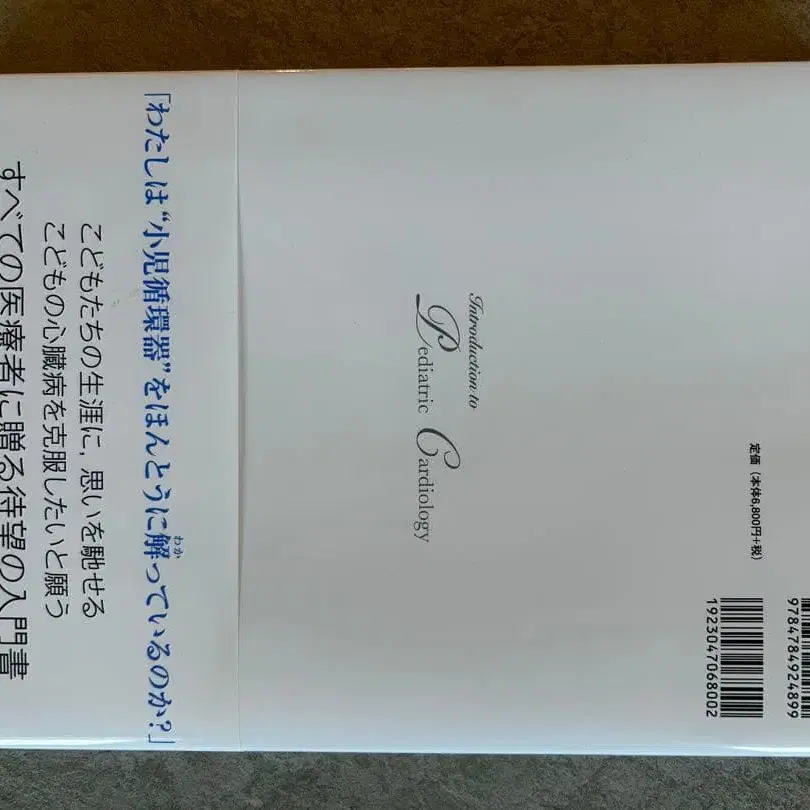 9784784924899
1923047068002
定価（本体6,800円+税）
Introduction to
Pediatric Cardiology
「わたしは“小児循環器”をほんとうに解っているのか？」
わか
こどもたちの生涯に，思いを馳せる
こどもの心臓病を克服したいと願う
すべての医療者に贈る待望の入門書